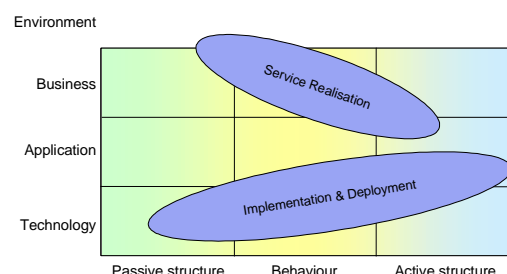 Environment
Business
Service Realisation
Application
Implementation & Deployment
Technology
Passive structure
Behaviour
Active structure